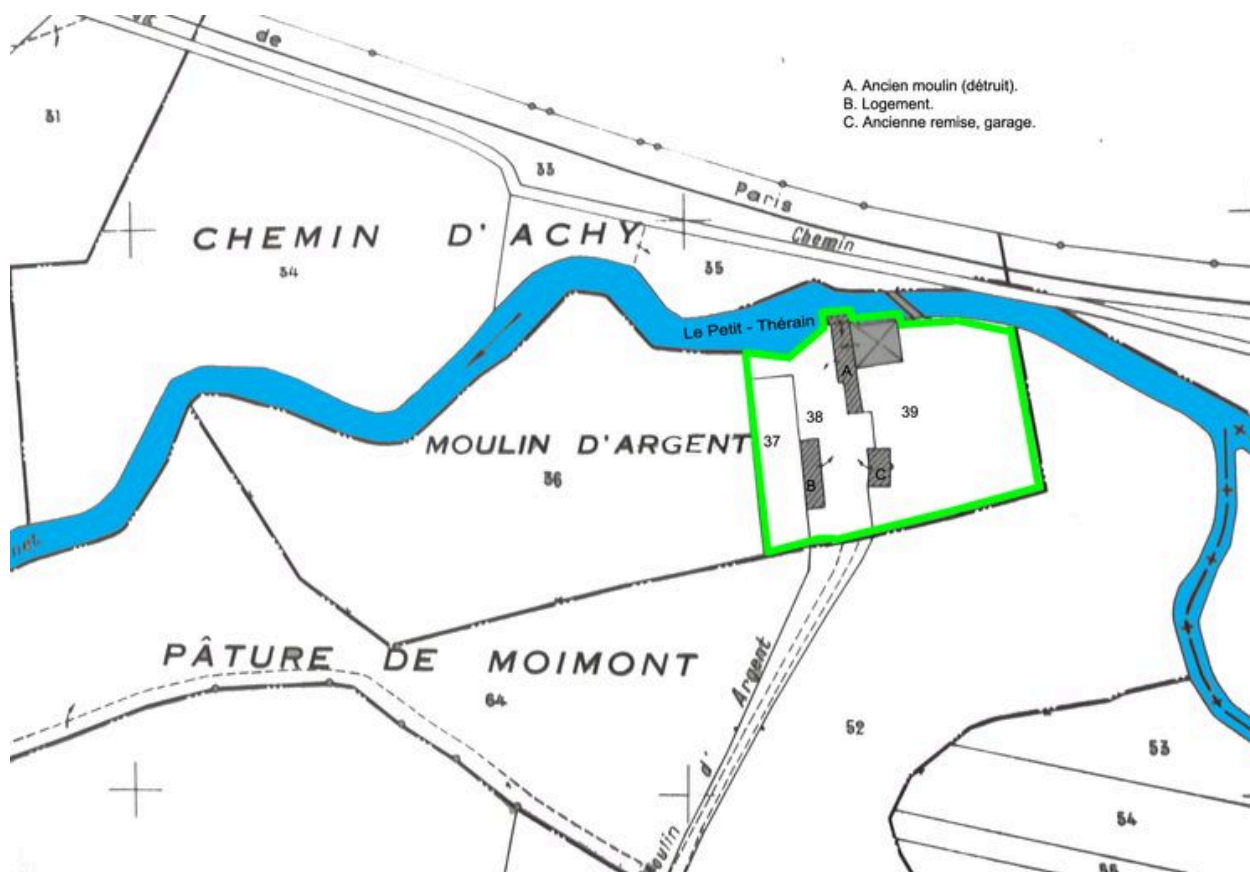 de
A. Ancien moulin (détruit).
B. Logement.
C. Ancienne remise, garage.
31
33
Paris
Chemin
CHEMIN D'ACHY
34
35
Le Petit - Thérain
A
38
39
MOULIN D'ARGENT
37
36
B
C
PÂTURE DE MOIMONT
64
Argent
d'
52
53
54